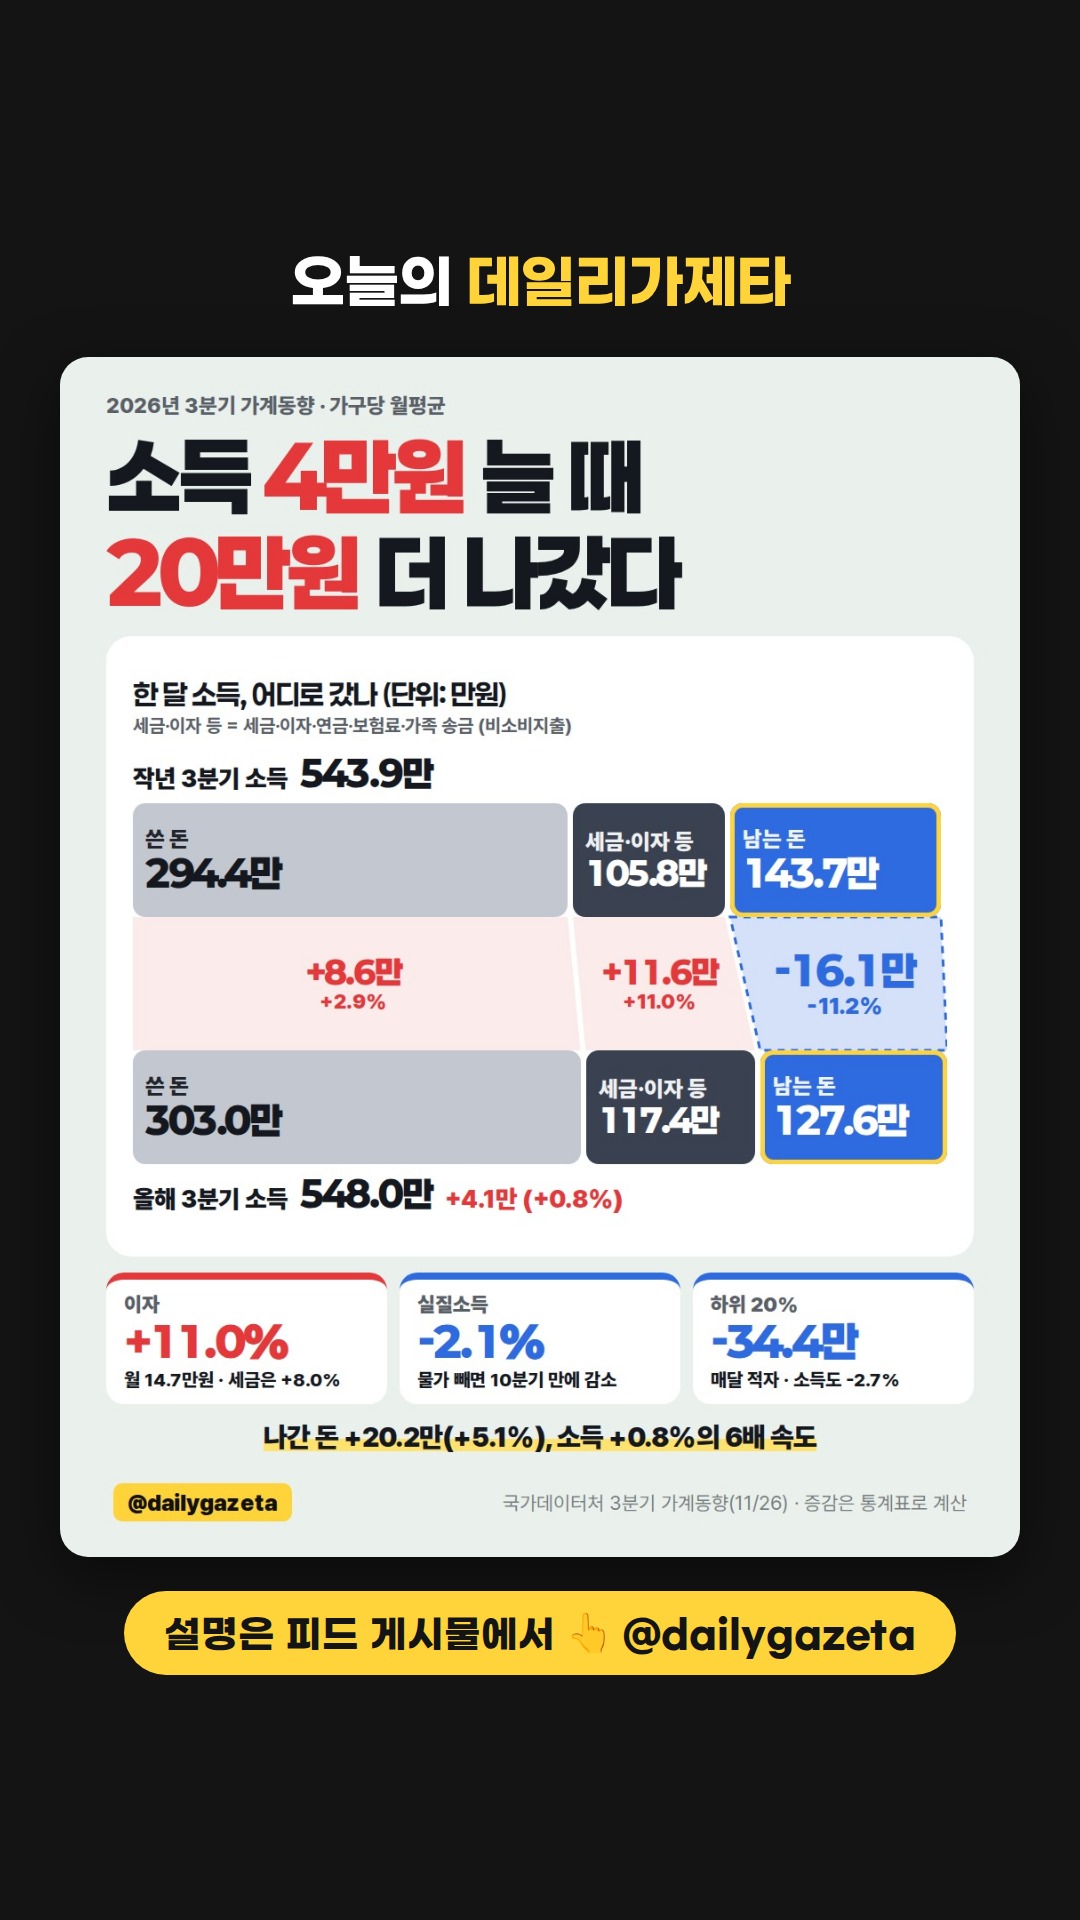 오늘의 데일리가제타
2026년 3분기 가계동향 · 가구당 월평균
소득 4만원 늘 때
20만원 더 나갔다
한 달 소득, 어디로 갔나 (단위: 만원)
세금·이자 등 = 세금·이자·연금·보험료·가족 송금 (비소비지출)
작년 3분기 소득 543.9만
쓴 돈
294.4만
세금·이자 등
105.8만
남는 돈
143.7만
+8.6만
+2.9%
+11.6만
+11.0%
-16.1만
-11.2%
쓴 돈
303.0만
세금·이자 등
117.4만
남는 돈
127.6만
올해 3분기 소득 548.0만 +4.1만 (+0.8%)
이자
+11.0%
월 14.7만원 · 세금은 +8.0%
실질소득
-2.1%
물가 빼면 10분기 만에 감소
하위 20%
-34.4만
매달 적자 · 소득도 -2.7%
나간 돈 +20.2만(+5.1%), 소득 +0.8%의 6배 속도
@dailygazeta
국가데이터처 3분기 가계동향(11/26) · 증감은 통계표로 계산
설명은 피드 게시물에서 👆 @dailygazeta